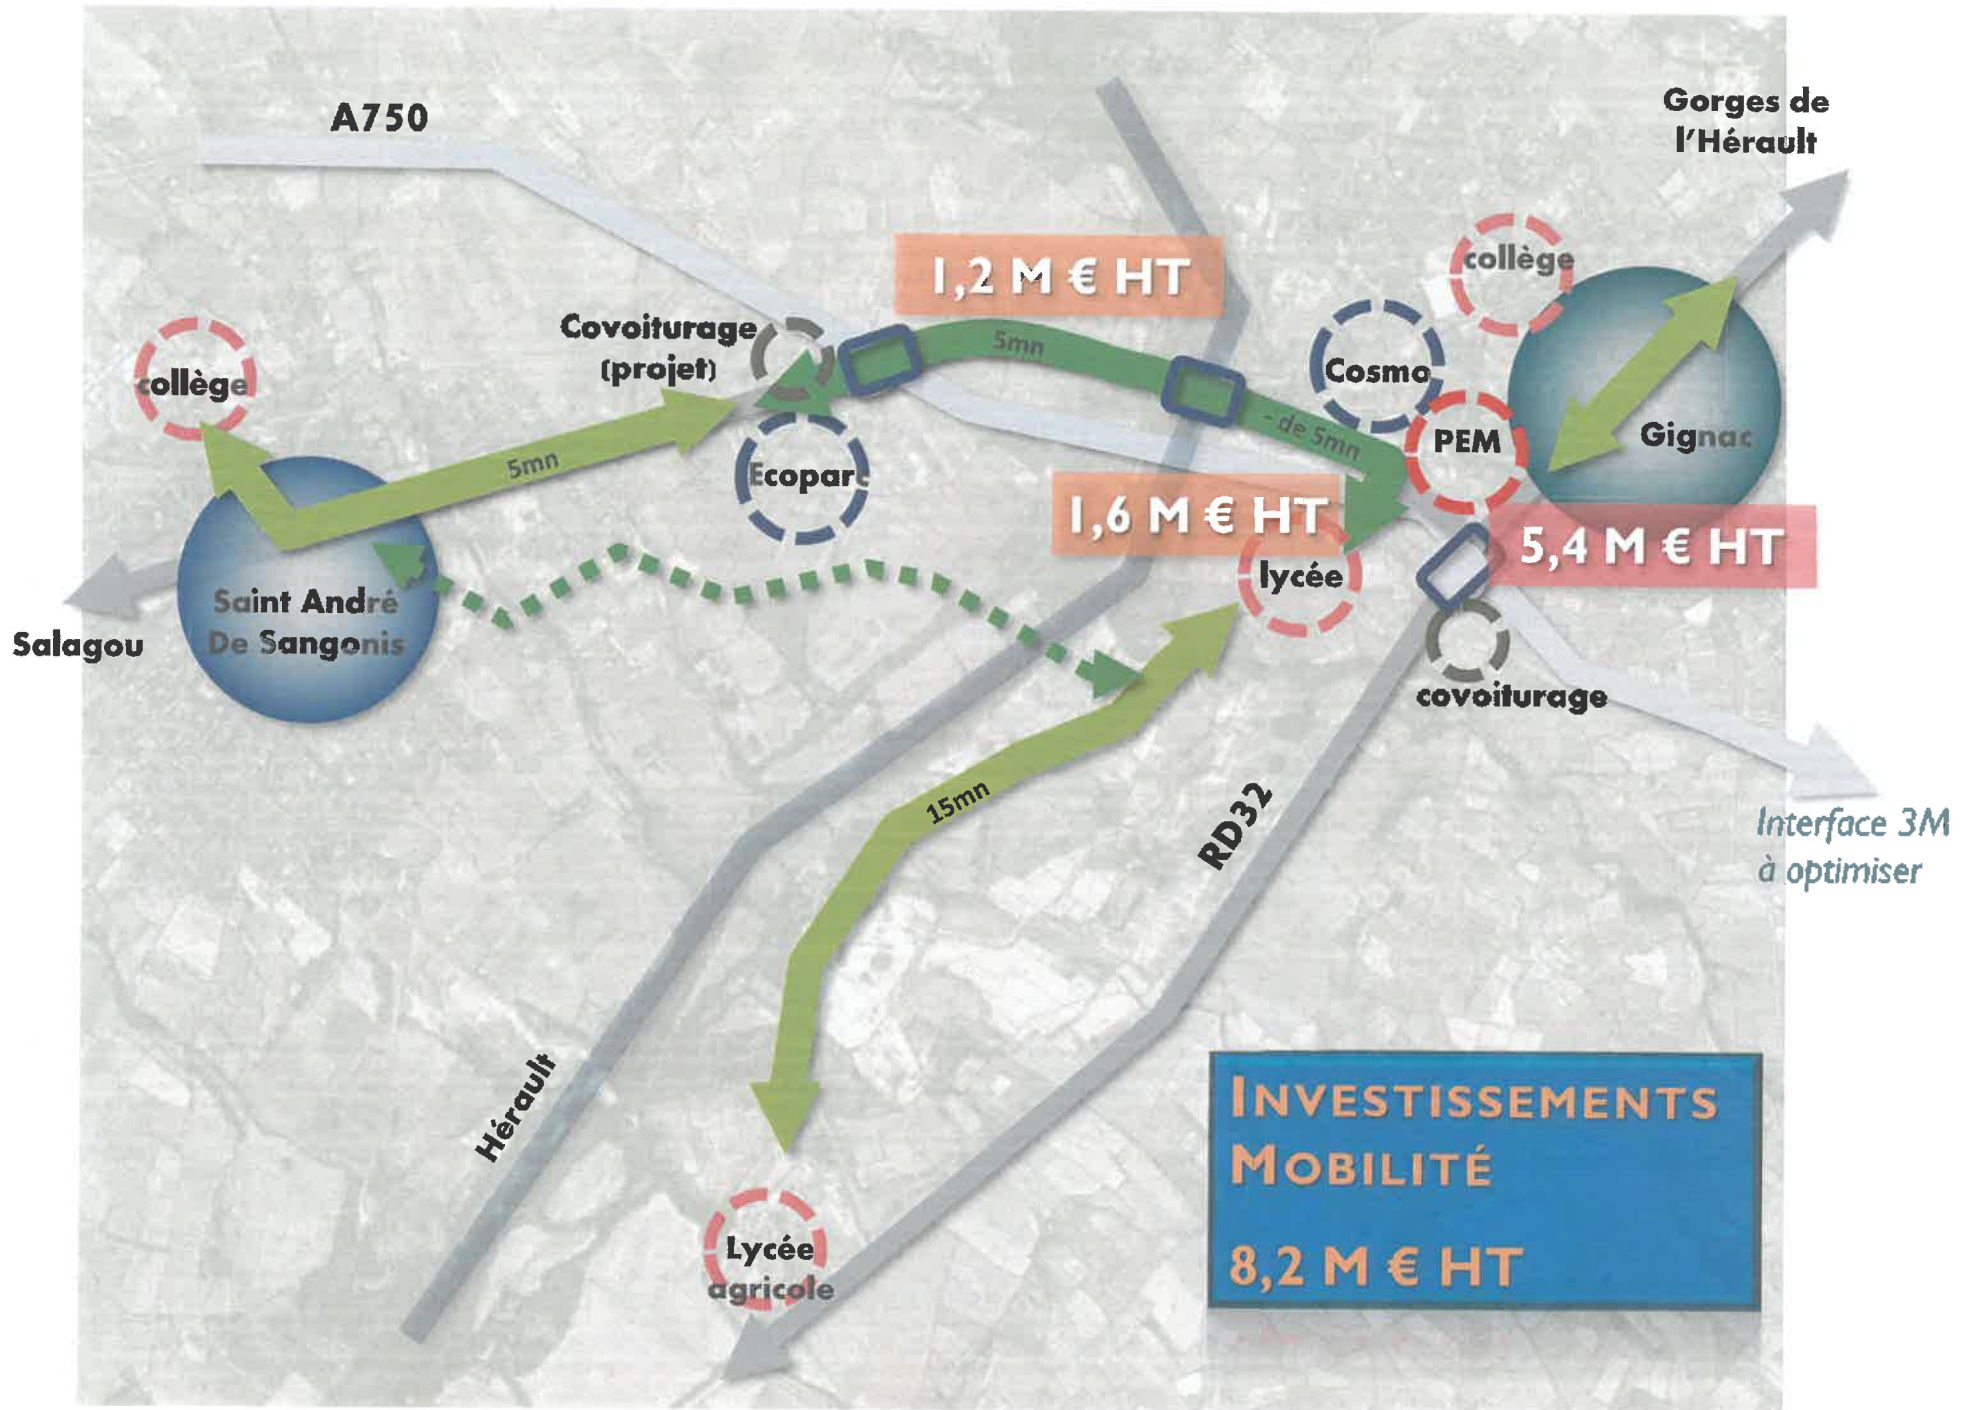 A750
Gorges de
l'Hérault
1,2 M € HT
collège
Covoiturage
(projet)
5mn
collège
Cosmo
- de 5mn
PEM
Gignac
5mn
Ecoparc
1,6 M € HT
5,4 M € HT
lycée
Saint André
De Sangonis
Salagou
covoiturage
15mn
RD32
Interface 3M
à optimiser
Hérault
INVESTISSEMENTS
MOBILITÉ
8,2 M € HT
Lycée
agricole